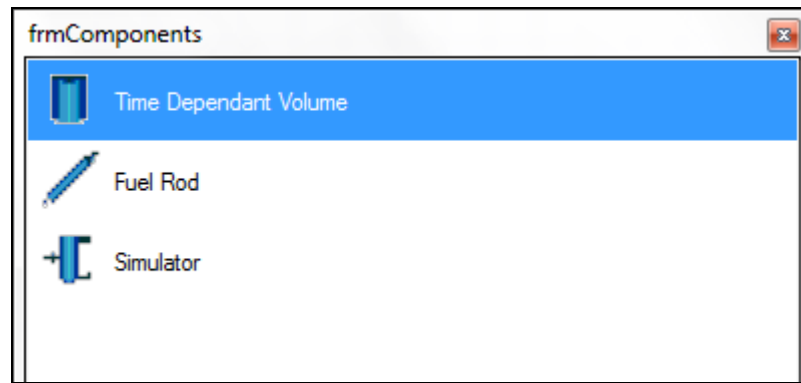 frmComponents
Time Dependant Volume
Fuel Rod
Simulator